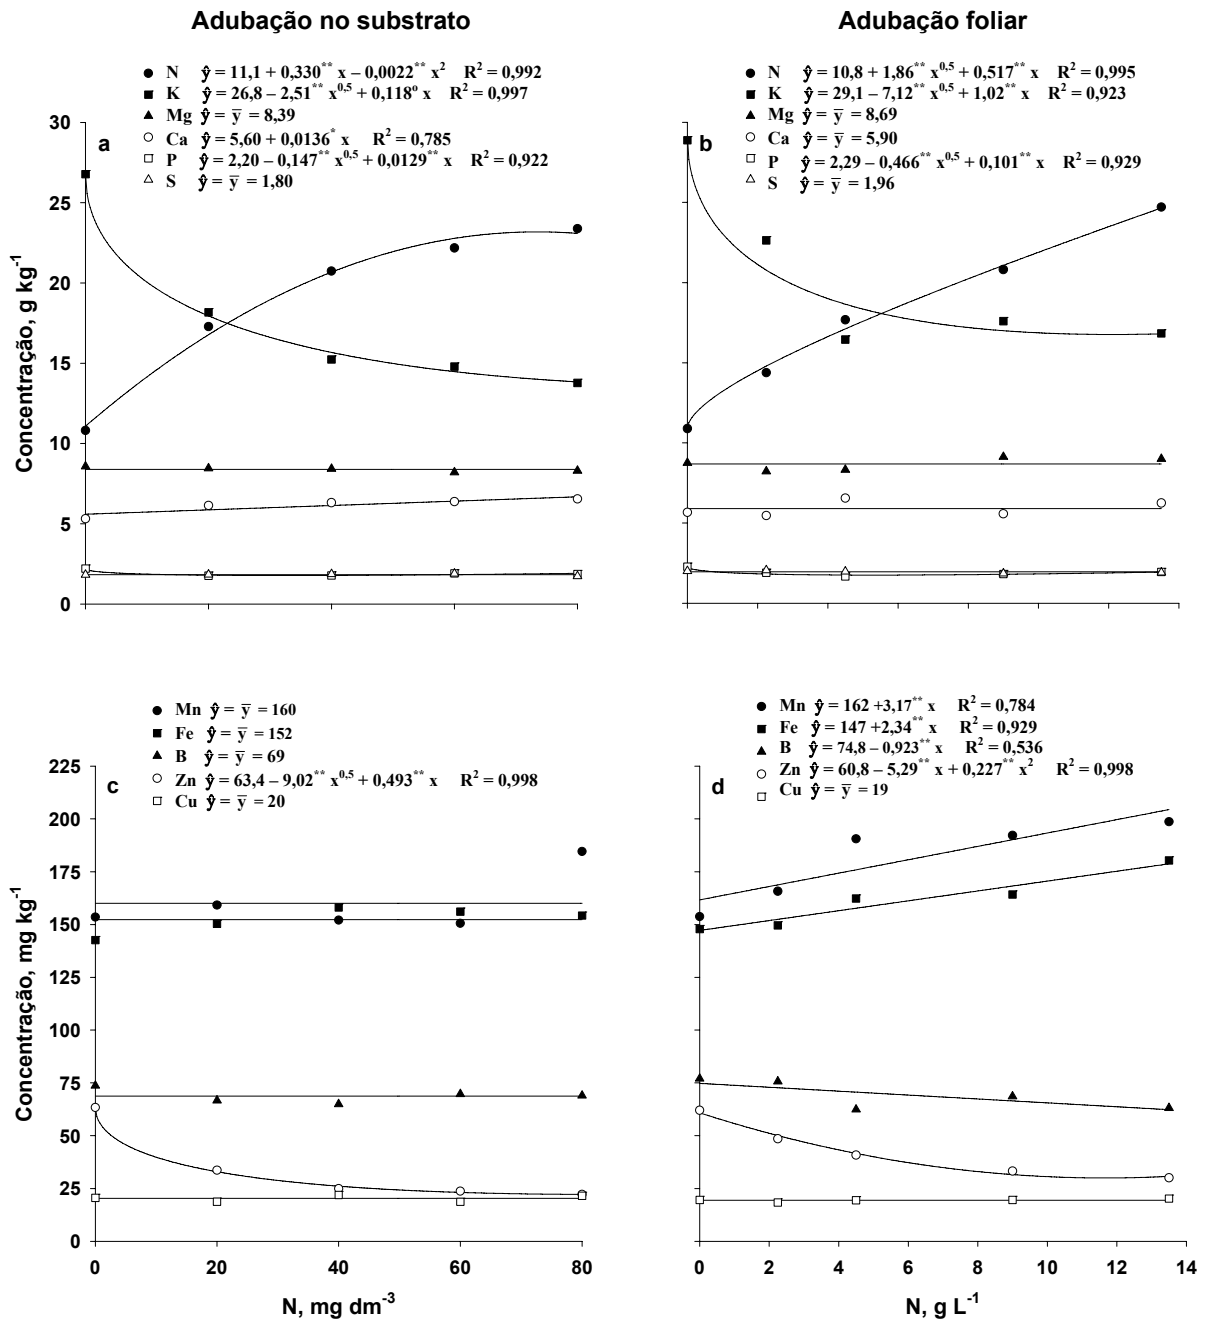 Adubação no substrato
Adubação foliar
N ŷ = 11,1 + 0,330** x – 0,0022** x² R² = 0,992
K ŷ = 26,8 – 2,51** x⁰,⁵ + 0,118° x R² = 0,997
Mg ŷ = ȳ = 8,39
Ca ŷ = 5,60 + 0,0136* x R² = 0,785
P ŷ = 2,20 – 0,147** x⁰,⁵ + 0,0129** x R² = 0,922
S ŷ = ȳ = 1,80
a
30
25
20
15
10
5
0
Concentração, g kg⁻¹
N ŷ = 10,8 + 1,86** x⁰,⁵ + 0,517** x R² = 0,995
K ŷ = 29,1 – 7,12** x⁰,⁵ + 1,02** x R² = 0,923
Mg ŷ = ȳ = 8,69
Ca ŷ = ȳ = 5,90
P ŷ = 2,29 – 0,466** x⁰,⁵ + 0,101** x R² = 0,929
S ŷ = ȳ = 1,96
b
Mn ŷ = ȳ = 160
Fe ŷ = ȳ = 152
B ŷ = ȳ = 69
Zn ŷ = 63,4 – 9,02** x⁰,⁵ + 0,493** x R² = 0,998
Cu ŷ = ȳ = 20
c
225
200
175
150
125
100
75
50
25
0
Concentração, mg kg⁻¹
0 20 40 60 80
N, mg dm⁻³
Mn ŷ = 162 +3,17** x R² = 0,784
Fe ŷ = 147 +2,34** x R² = 0,929
B ŷ = 74,8 – 0,923** x R² = 0,536
Zn ŷ = 60,8 – 5,29** x + 0,227** x² R² = 0,998
Cu ŷ = ȳ = 19
d
0 2 4 6 8 10 12 14
N, g L⁻¹